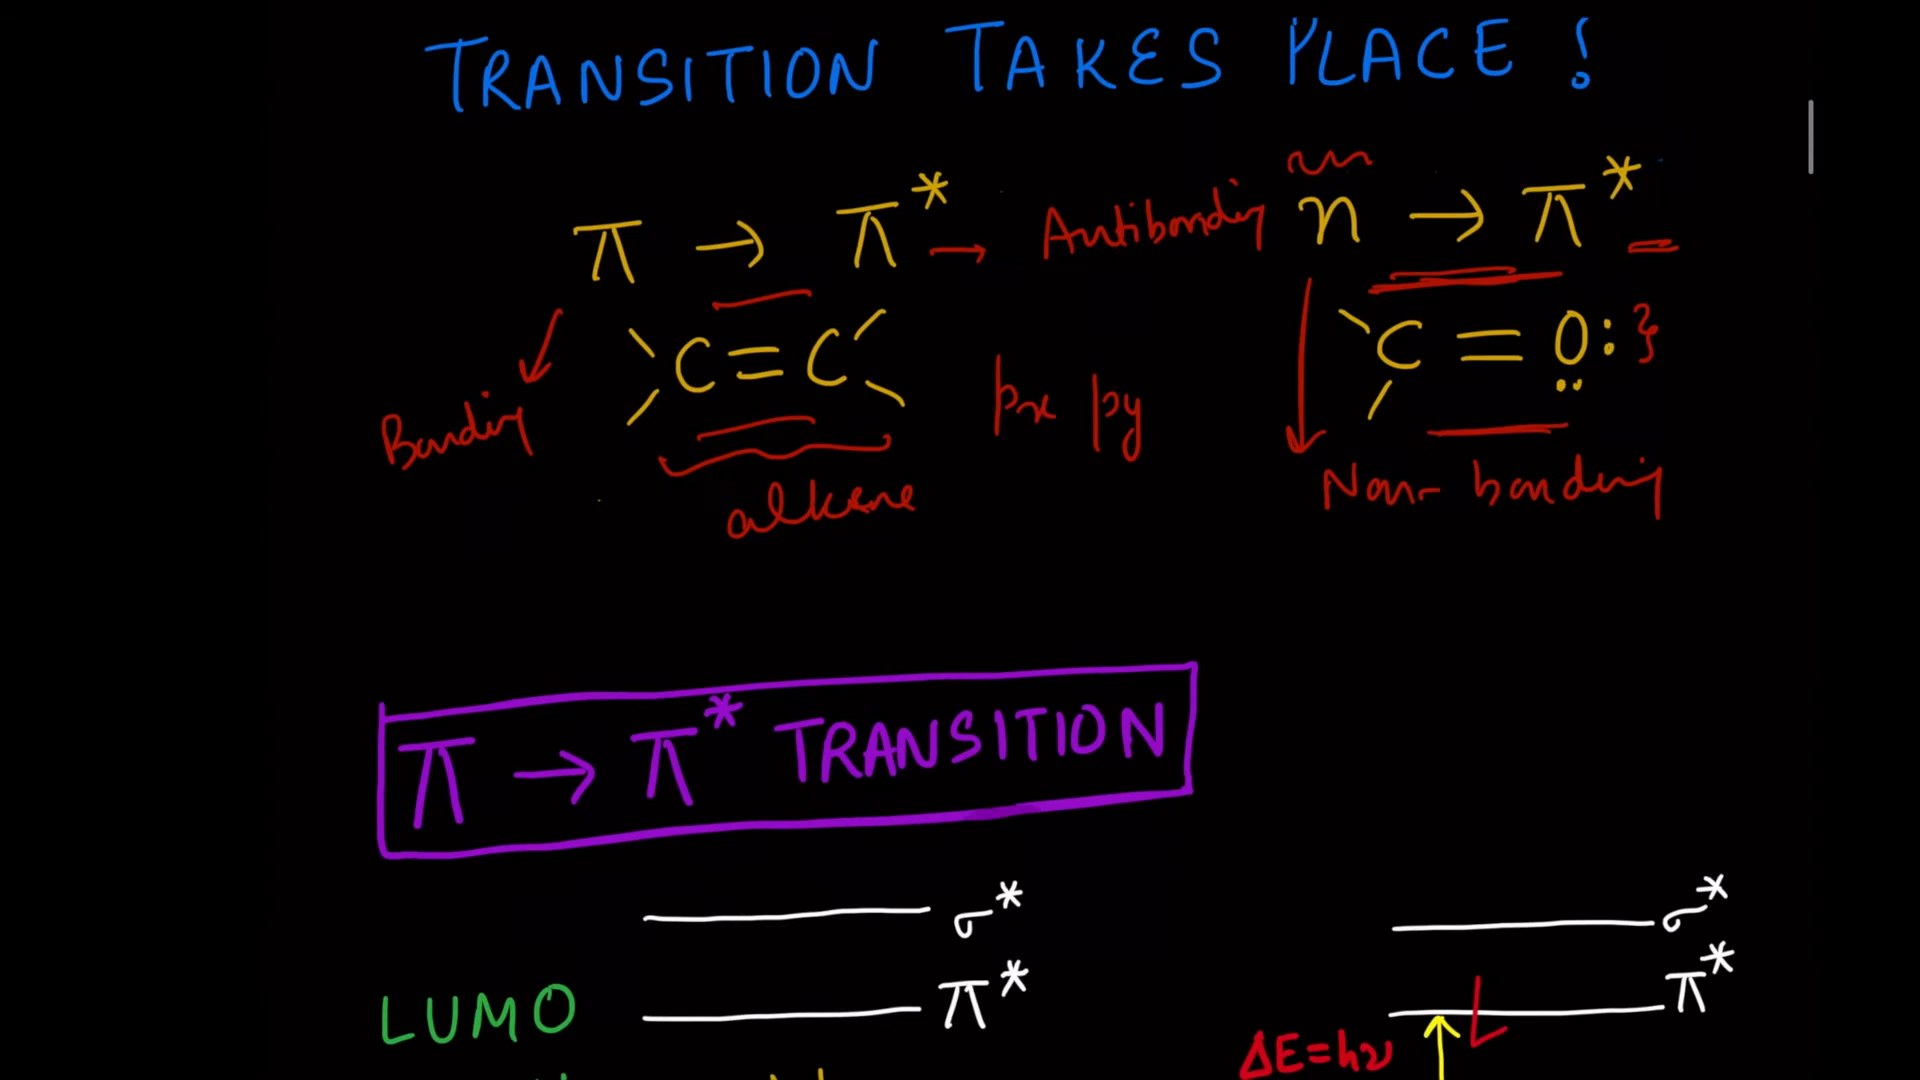 TRANSITION TAKES PLACE!
π → π* → Antibonding n → π*
C=C
C=O:
Bonding
px py
Non-bonding
alkene
π → π* TRANSITION
σ* σ*
LUMO π* π*
ΔE=hν